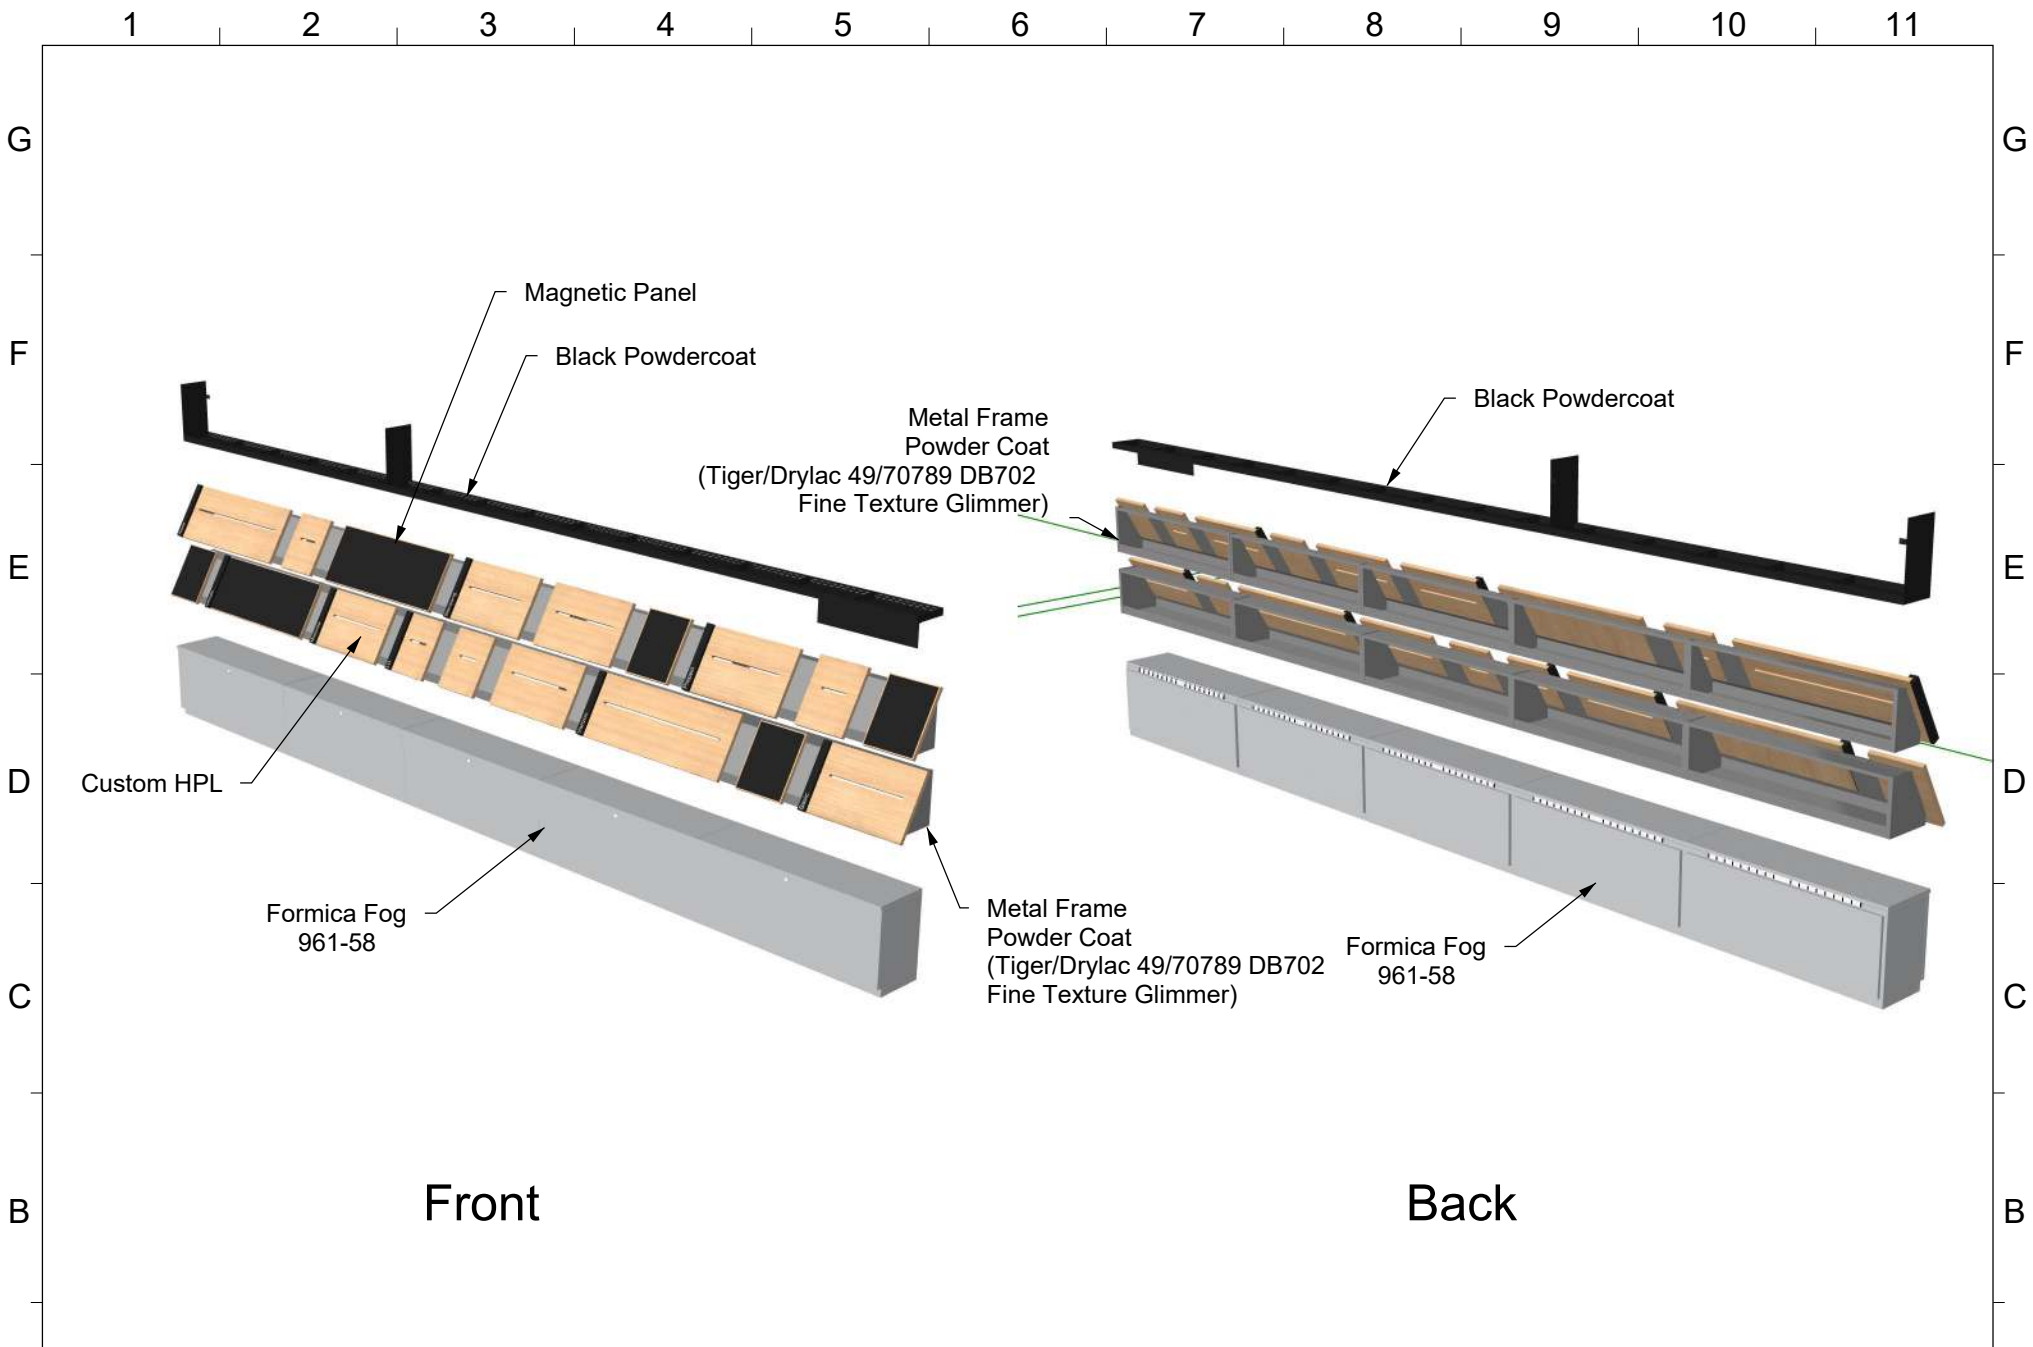 1 2 3 4 5 6 7 8 9 10 11
G G
Magnetic Panel
F F
Black Powdercoat
Black Powdercoat
Metal Frame
Powder Coat
(Tiger/Drylac 49/70789 DB702
Fine Texture Glimmer)
E E
Custom HPL
D D
Formica Fog
961-58
Metal Frame
Powder Coat
(Tiger/Drylac 49/70789 DB702
Fine Texture Glimmer)
Formica Fog
961-58
C C
Front
Back
B B